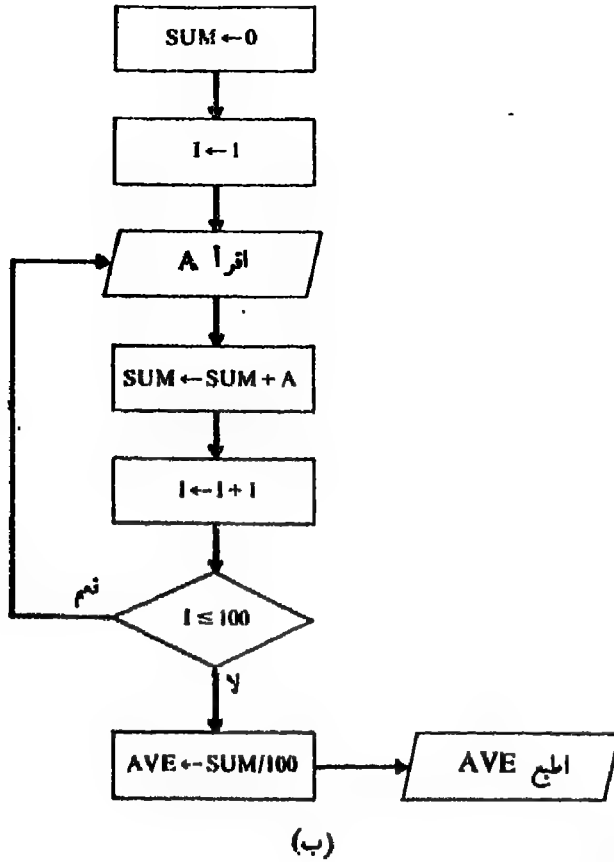 SUM ← 0
I ← 1
اقرأ A
SUM ← SUM + A
I ← I + 1
I ≤ 100
نعم
لا
AVE ← SUM/100
اطبع AVE
(ب)